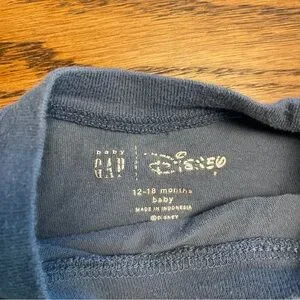 baby
GAP Disney
12-18 months
baby
MADE IN INDONESIA
©DISNEY